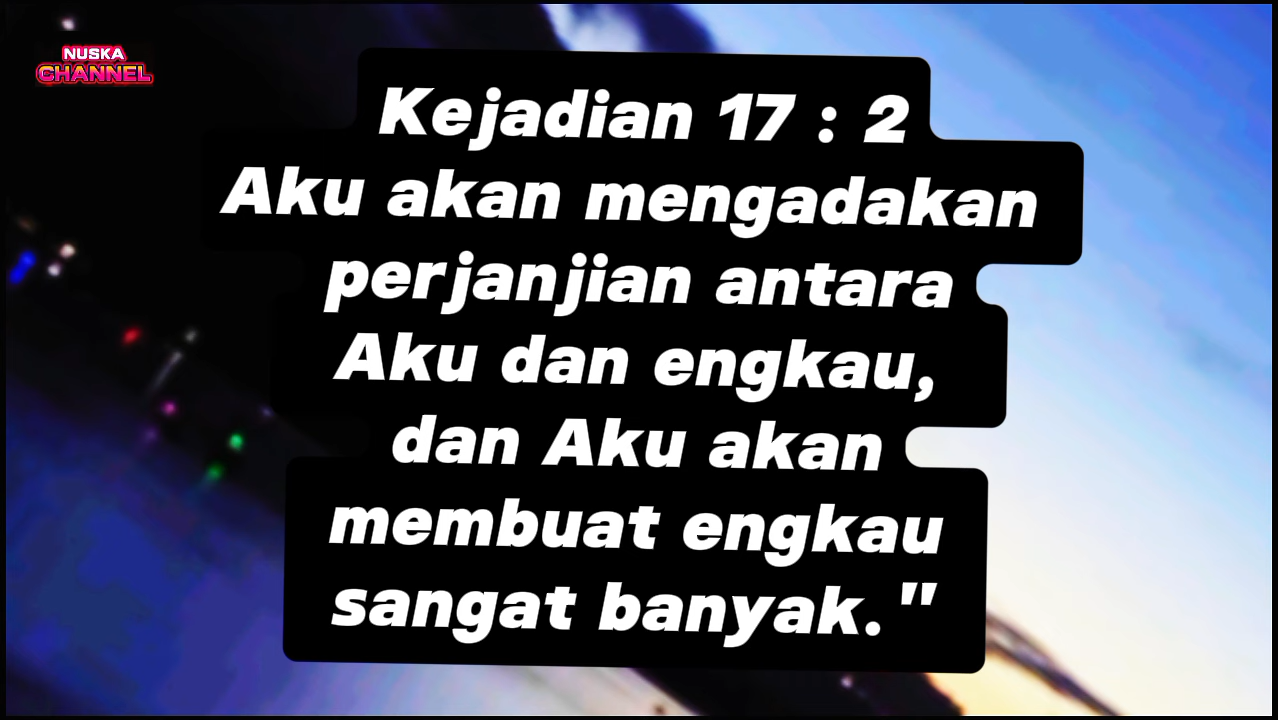 NUSKA
CHANNEL
Kejadian 17 : 2
Aku akan mengadakan
perjanjian antara
Aku dan engkau,
dan Aku akan
membuat engkau
sangat banyak."